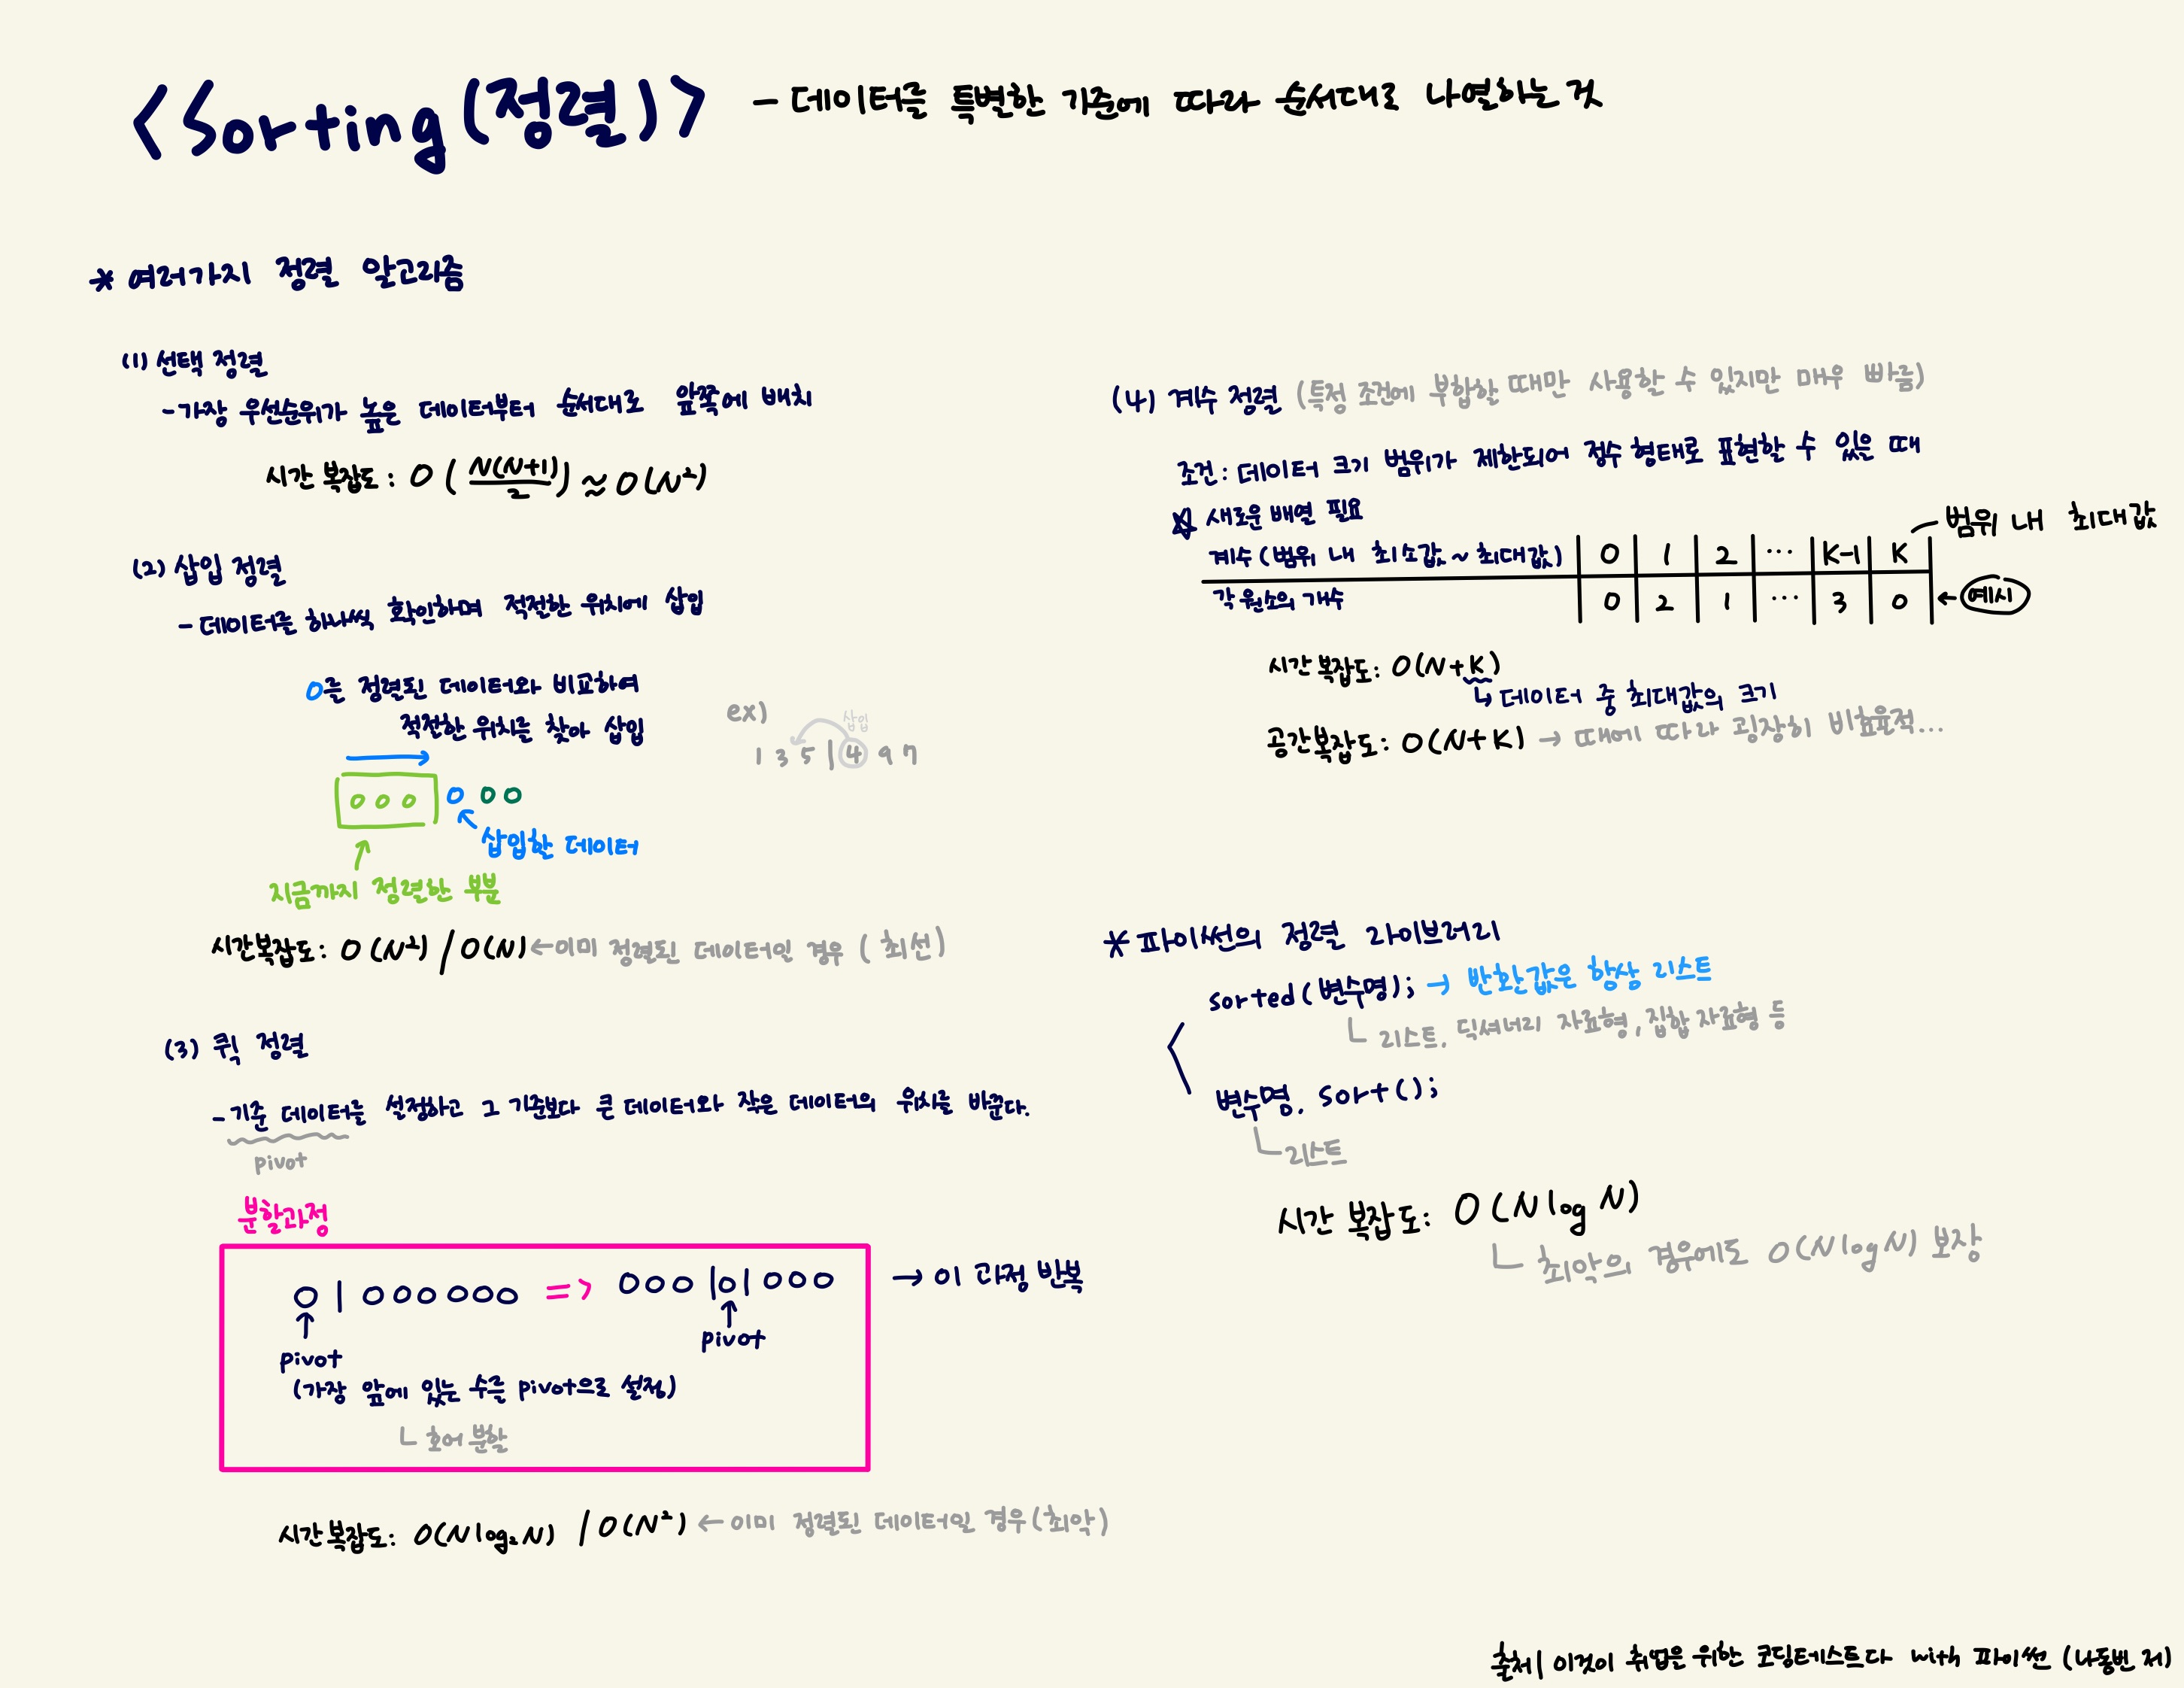 <Sorting(정렬)> - 데이터를 특별한 기준에 따라 순서대로 나열하는 것
* 여러가지 정렬 알고리즘
(1) 선택 정렬
- 가장 우선순위가 높은 데이터부터 순서대로 앞쪽에 배치
시간 복잡도: O(N(N+1)/2) ≈ O(N²)
(2) 삽입 정렬
- 데이터를 하나씩 확인하며 적절한 위치에 삽입
O를 정렬된 데이터와 비교하여
적절한 위치를 찾아 삽입
ex)
삽입
1 3 5 | 4 9 7
O O O O O O
삽입할 데이터
지금까지 정렬한 부분
시간복잡도: O(N²) / O(N) ← 이미 정렬된 데이터일 경우 (최선)
(3) 퀵 정렬
- 기준 데이터를 설정하고 그 기준보다 큰 데이터와 작은 데이터의 위치를 바꾼다.
pivot
분할과정
O | O O O O O O => O O O | O | O O O → 이 과정 반복
pivot
pivot
(가장 앞에 있는 수를 pivot으로 설정)
ㄴ 호어 분할
시간복잡도: O(N log₂ N) / O(N²) ← 이미 정렬된 데이터일 경우(최악)
(4) 계수 정렬 (특정 조건에 부합할 때만 사용할 수 있지만 매우 빠름)
조건: 데이터 크기 범위가 제한되어 정수 형태로 표현할 수 있을 때
☆ 새로운 배열 필요
범위 내 최대값
계수 (범위 내 최소값 ~ 최대값) | 0 | 1 | 2 | ... | K-1 | K |
각 원소의 개수 | 0 | 2 | 1 | ... | 3 | 0 | ← 예시
시간 복잡도: O(N+K)
↳ 데이터 중 최대값의 크기
공간복잡도: O(N+K) → 때에 따라 굉장히 비효율적...
* 파이썬의 정렬 라이브러리
sorted(변수명); → 반환값은 항상 리스트
ㄴ 리스트, 딕셔너리 자료형, 집합 자료형 등
변수명.sort();
ㄴ 리스트
시간 복잡도: O(N log N)
ㄴ 최악의 경우에도 O(N log N) 보장
출처| 이것이 취업을 위한 코딩테스트다 with 파이썬 (나동빈 저)